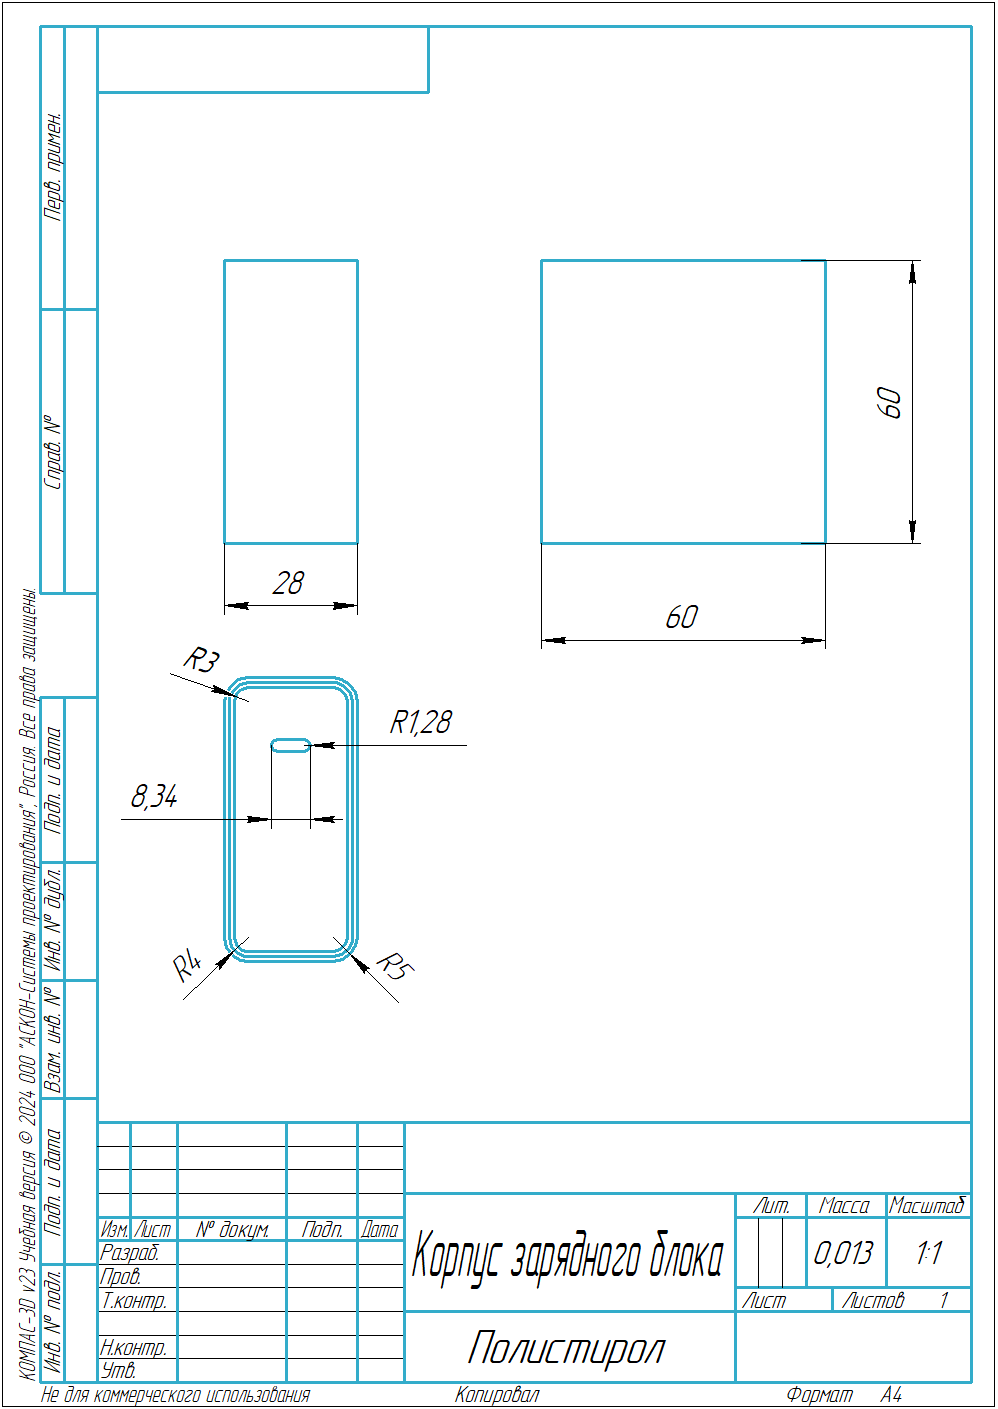 Перв. примен.
Справ. №
Подп. и дата
Инв. № дубл.
Взам. инв. №
Подп. и дата
Инв. № подл.
КОМПАС-3D v23 Учебная версия © 2024 ООО "АСКОН-Системы проектирования", Россия. Все права защищены.
60
28
60
R3
R1,28
8,34
R4
R5
Изм. Лист № докум. Подп. Дата
Разраб.
Пров.
Т.контр.
Н.контр.
Утв.
Корпус зарядного блока
Полистирол
Лит. Масса Масштаб
0,013 1:1
Лист Листов 1
Не для коммерческого использования Копировал Формат А4